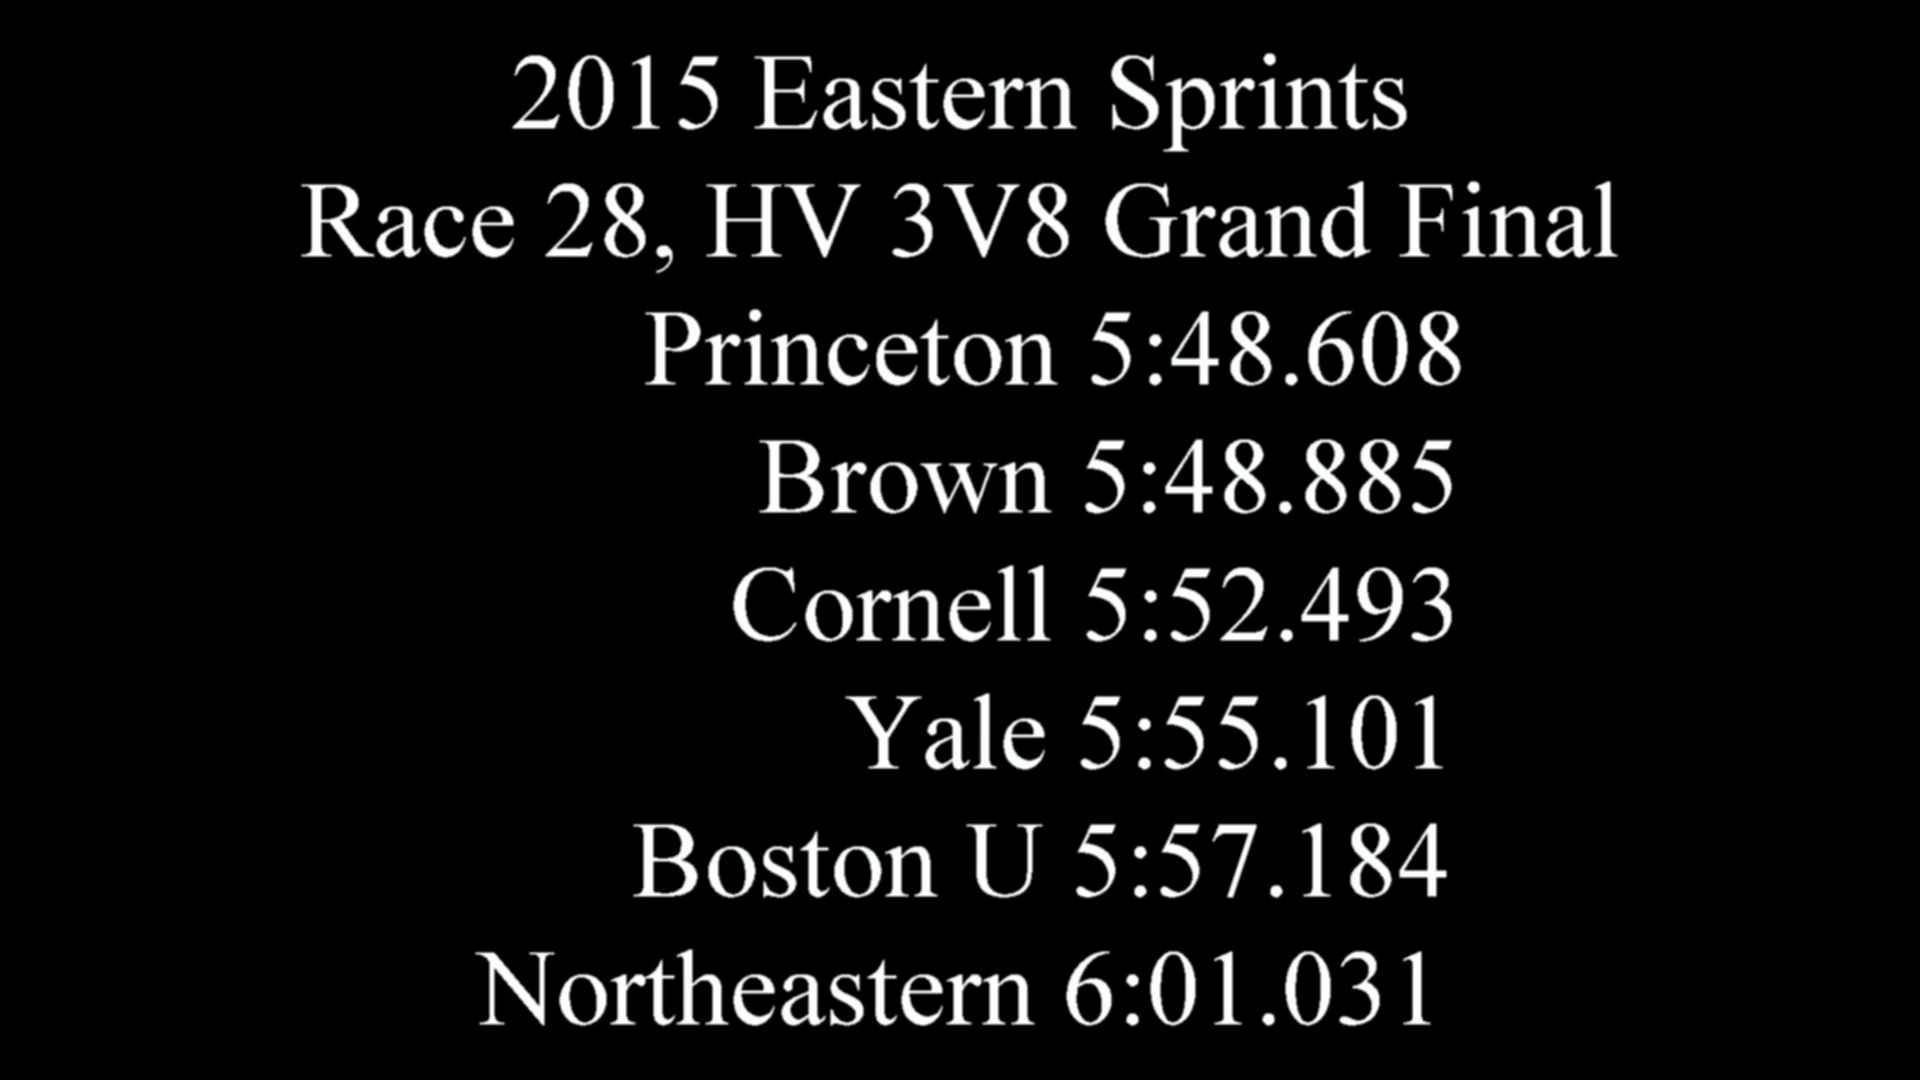 2015 Eastern Sprints
Race 28, HV 3V8 Grand Final
Princeton 5:48.608
Brown 5:48.885
Cornell 5:52.493
Yale 5:55.101
Boston U 5:57.184
Northeastern 6:01.031